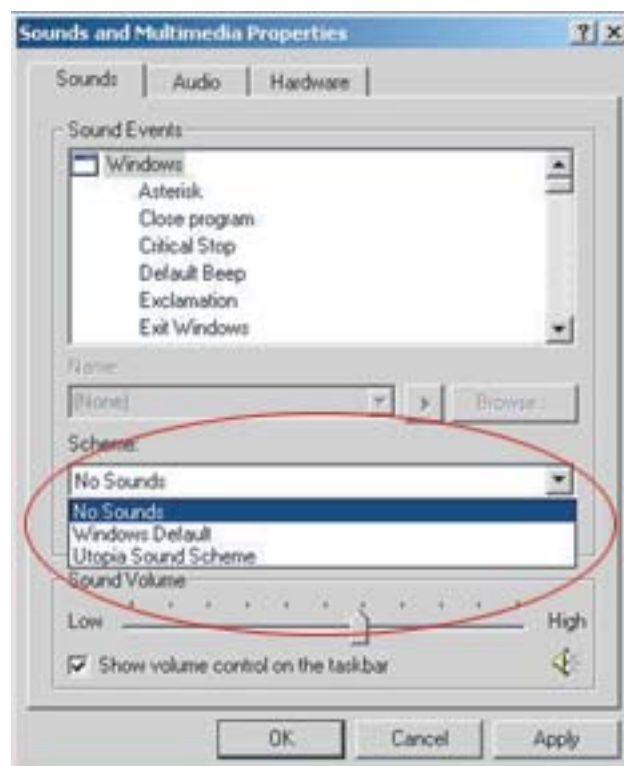 Sounds and Multimedia Properties
Sounds Audio Hardware
Sound Events
Windows
Asterisk
Close program
Critical Stop
Default Beep
Exclamation
Exit Windows
Name:
(None) Browse...
Scheme:
No Sounds
No Sounds
Windows Default
Utopia Sound Scheme
Sound Volume
Low High
Show volume control on the taskbar
OK Cancel Apply